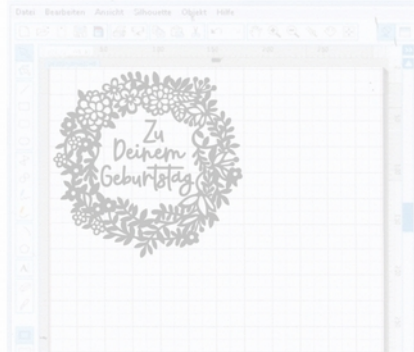 Datei Bearbeiten Ansicht Silhouette Objekt Hilfe
Zu
Deinem
Geburtstag